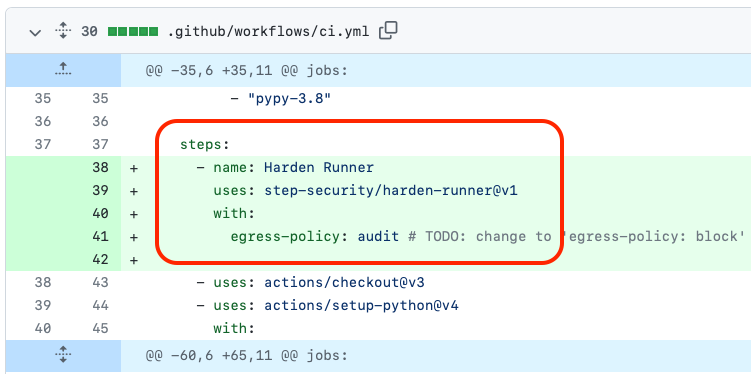 30 .github/workflows/ci.yml
@@ -35,6 +35,11 @@ jobs:
35 35 - "pypy-3.8"
36 36
37 37 steps:
38 + - name: Harden Runner
39 + uses: step-security/harden-runner@v1
40 + with:
41 + egress-policy: audit # TODO: change to 'egress-policy: block'
42 +
38 43 - uses: actions/checkout@v3
39 44 - uses: actions/setup-python@v4
40 45 with:
@@ -60,6 +65,11 @@ jobs: